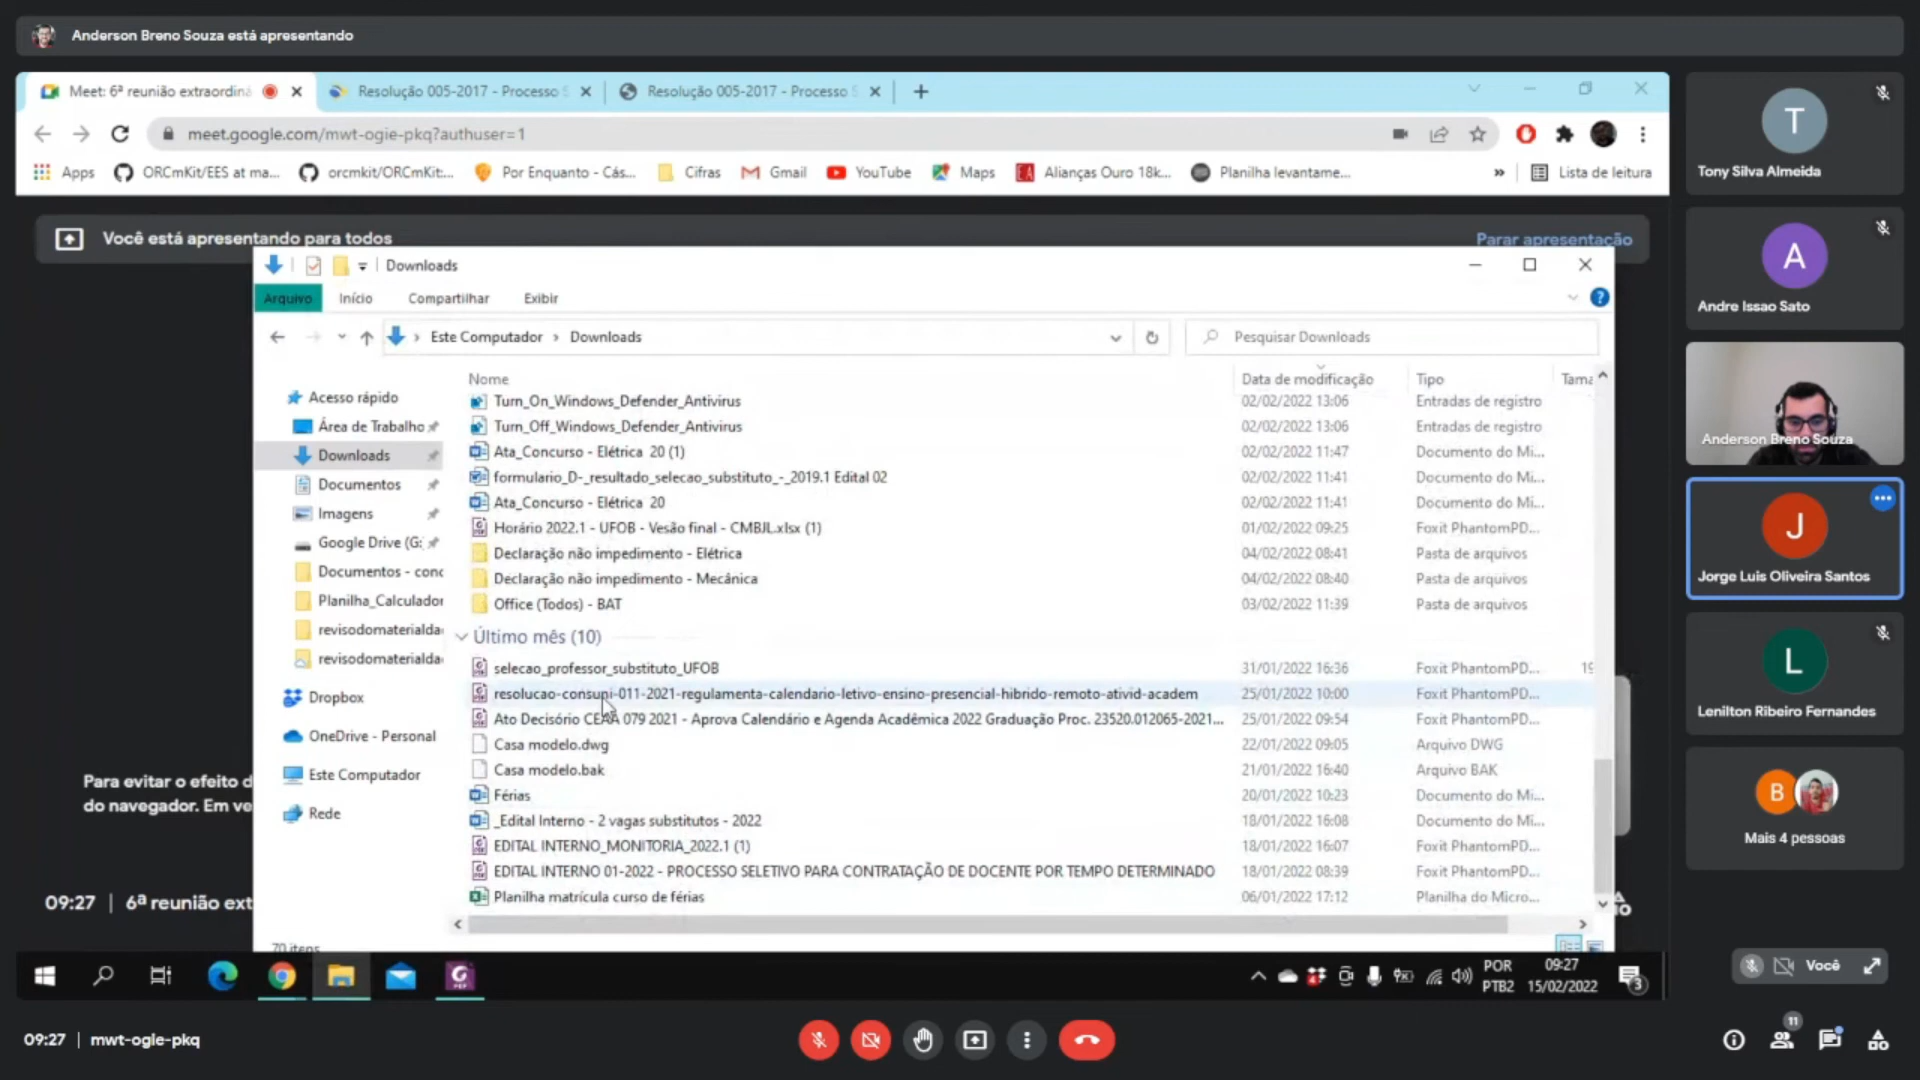 Anderson Breno Souza está apresentando
Meet: 6ª reunião extraordiná
Resolução 005-2017 - Processo S
Resolução 005-2017 - Processo S
meet.google.com/mwt-ogie-pkq?authuser=1
Apps
ORCmKit/EES at ma...
orcmkit/ORCmKit:...
Por Enquanto - Cás...
Cifras
Gmail
YouTube
Maps
Alianças Ouro 18k...
Planilha levantame...
»
Lista de leitura
Você está apresentando para todos
Parar apresentação
Downloads
Arquivo
Início
Compartilhar
Exibir
Este Computador
Downloads
Pesquisar Downloads
Nome
Data de modificação
Tipo
Tama
Turn_On_Windows_Defender_Antivirus 02/02/2022 13:06 Entradas de registro
Turn_Off_Windows_Defender_Antivirus 02/02/2022 13:06 Entradas de registro
Ata_Concurso - Elétrica 20 (1) 02/02/2022 11:47 Documento do Mi...
formulario_D-_resultado_selecao_substituto_-_2019.1 Edital 02 02/02/2022 11:41 Documento do Mi...
Ata_Concurso - Elétrica 20 02/02/2022 11:41 Documento do Mi...
Horário 2022.1 - UFOB - Vesão final - CMBJL.xlsx (1) 01/02/2022 09:25 Foxit PhantomPD...
Declaração não impedimento - Elétrica 04/02/2022 08:41 Pasta de arquivos
Declaração não impedimento - Mecânica 04/02/2022 08:40 Pasta de arquivos
Office (Todos) - BAT 03/02/2022 11:39 Pasta de arquivos
Último mês (10)
selecao_professor_substituto_UFOB 31/01/2022 16:36 Foxit PhantomPD... 19
resolucao-consuni-011-2021-regulamenta-calendario-letivo-ensino-presencial-hibrido-remoto-ativid-academ 25/01/2022 10:00 Foxit PhantomPD...
Ato Decisório CEAA 079 2021 - Aprova Calendário e Agenda Acadêmica 2022 Graduação Proc. 23520.012065-2021... 25/01/2022 09:54 Foxit PhantomPD...
Casa modelo.dwg 22/01/2022 09:05 Arquivo DWG
Casa modelo.bak 21/01/2022 16:40 Arquivo BAK
Férias 20/01/2022 10:23 Documento do Mi...
_Edital Interno - 2 vagas substitutos - 2022 18/01/2022 16:08 Documento do Mi...
EDITAL INTERNO_MONITORIA_2022.1 (1) 18/01/2022 16:07 Foxit PhantomPD...
EDITAL INTERNO 01-2022 - PROCESSO SELETIVO PARA CONTRATAÇÃO DE DOCENTE POR TEMPO DETERMINADO 18/01/2022 08:39 Foxit PhantomPD...
Planilha matrícula curso de férias 06/01/2022 17:12 Planilha do Micro...
Acesso rápido
Área de Trabalho
Downloads
Documentos
Imagens
Google Drive (G:
Documentos - conc
Planilha_Calculador
revisodomaterialda
revisodomaterialda
Dropbox
OneDrive - Personal
Este Computador
Rede
70 itens
Para evitar o efeito d
do navegador. Em ve
09:27 | 6ª reunião ext
POR
PTB2
09:27
15/02/2022
3
T
Tony Silva Almeida
A
Andre Issao Sato
Anderson Breno Souza
J
Jorge Luis Oliveira Santos
L
Lenilton Ribeiro Fernandes
B
Mais 4 pessoas
Você
09:27 | mwt-ogie-pkq
11